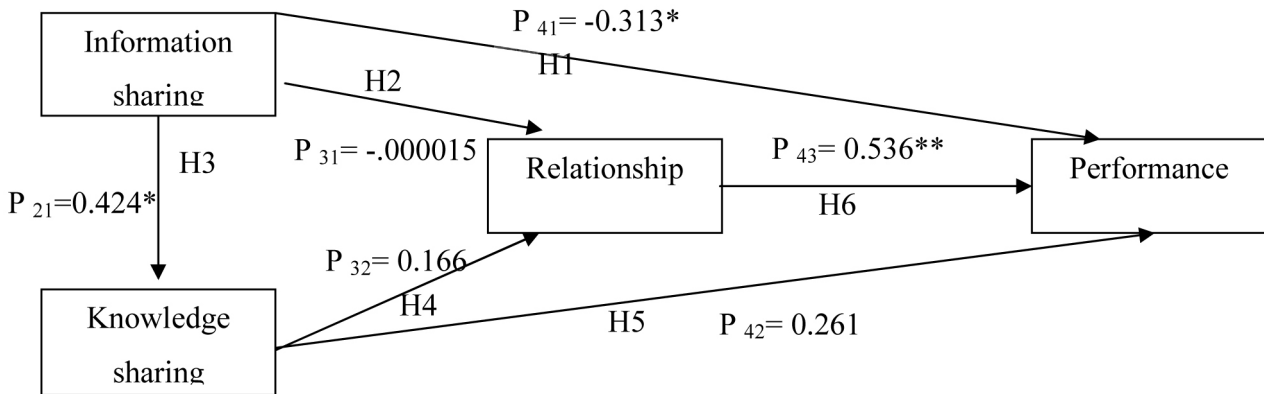 P 41= -0.313*
Information
sharing
H1
H2
P 31= -.000015
P 43= 0.536**
H3
Relationship
Performance
P 21=0.424*
H6
P 32= 0.166
H4
Knowledge
sharing
H5
P 42= 0.261